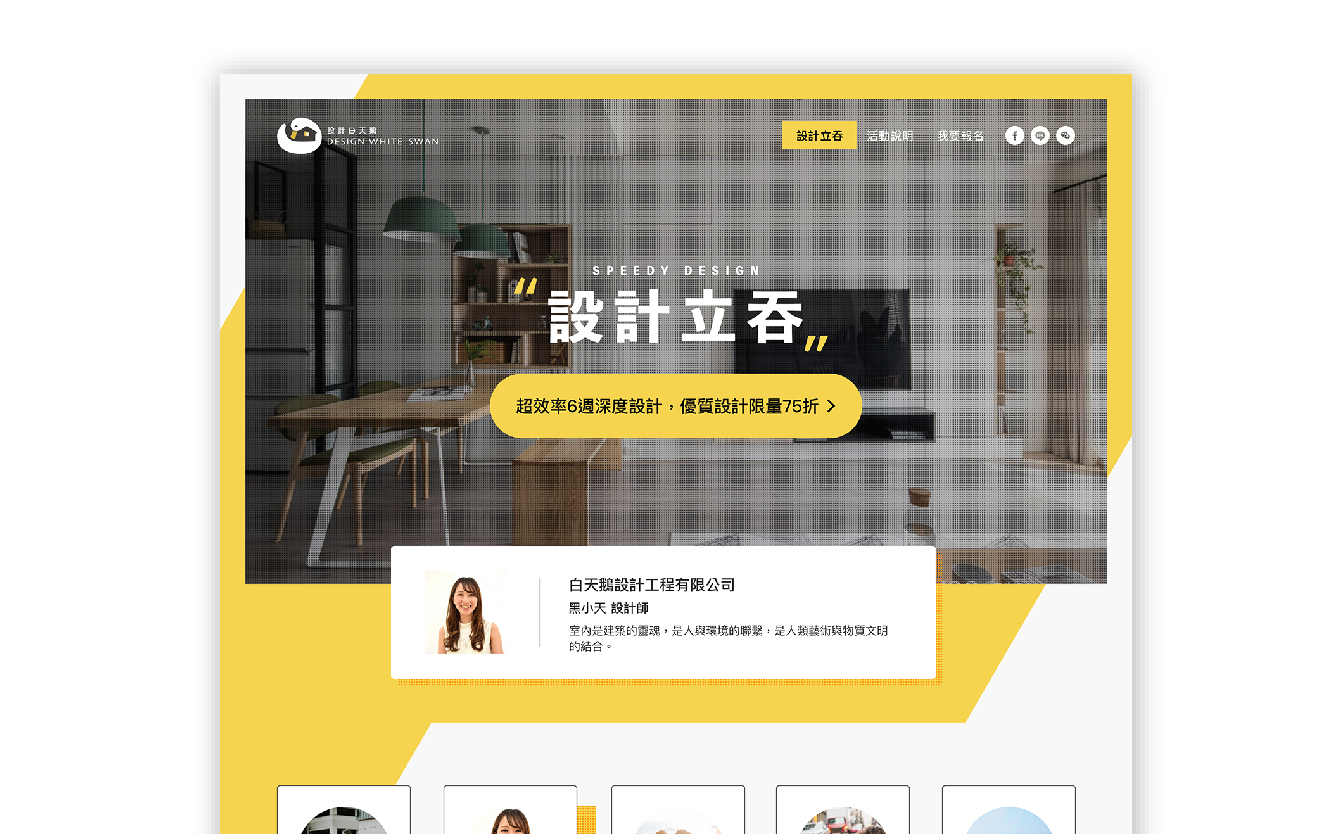 設計白天鵝
DESIGN WHITE SWAN
設計立吞 活動說明 我要報名
SPEEDY DESIGN
“設計立吞”
超效率6週深度設計,優質設計限量75折 >
白天鵝設計工程有限公司
黑小天 設計師
室內是建築的靈魂,是人與環境的聯繫,是人類藝術與物質文明
的結合。